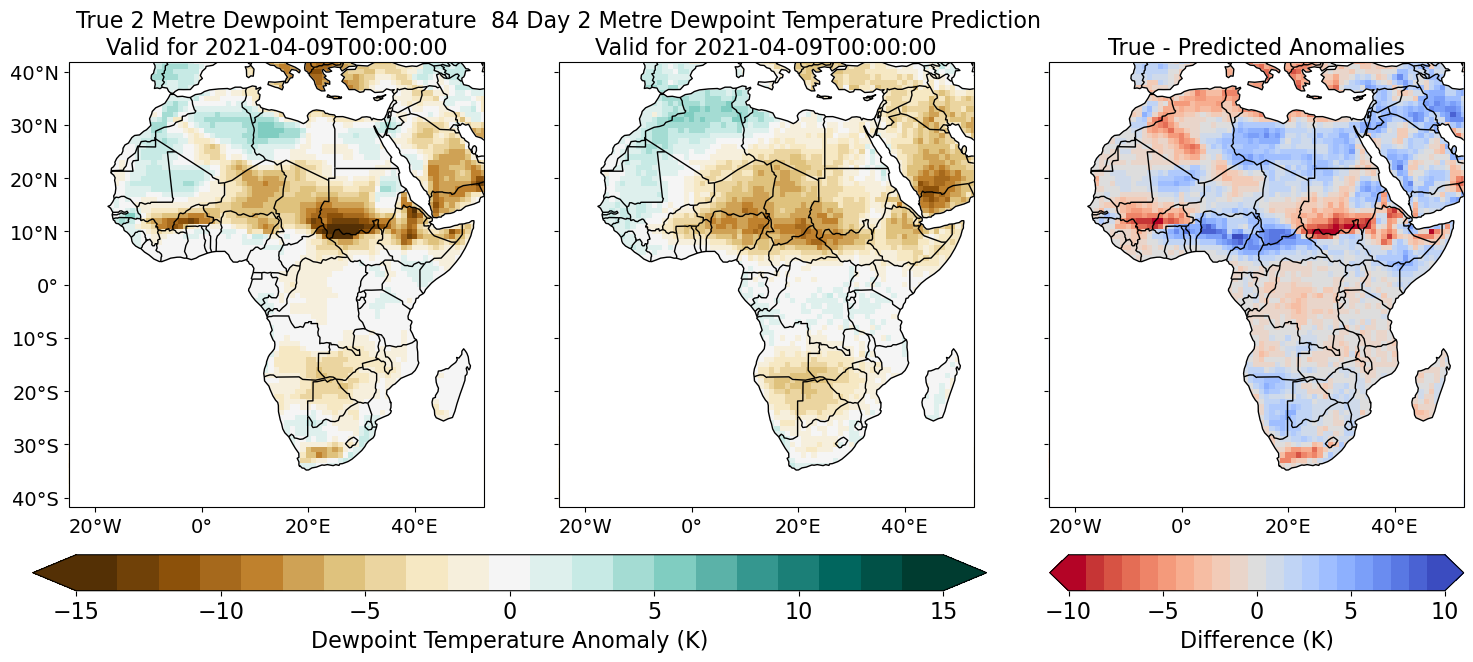 True 2 Metre Dewpoint Temperature
Valid for 2021-04-09T00:00:00
84 Day 2 Metre Dewpoint Temperature Prediction
Valid for 2021-04-09T00:00:00
True - Predicted Anomalies
40°N
30°N
20°N
10°N
0°
10°S
20°S
30°S
40°S
20°W 0° 20°E 40°E
20°W 0° 20°E 40°E
20°W 0° 20°E 40°E
−15 −10 −5 0 5 10 15
Dewpoint Temperature Anomaly (K)
−10 −5 0 5 10
Difference (K)